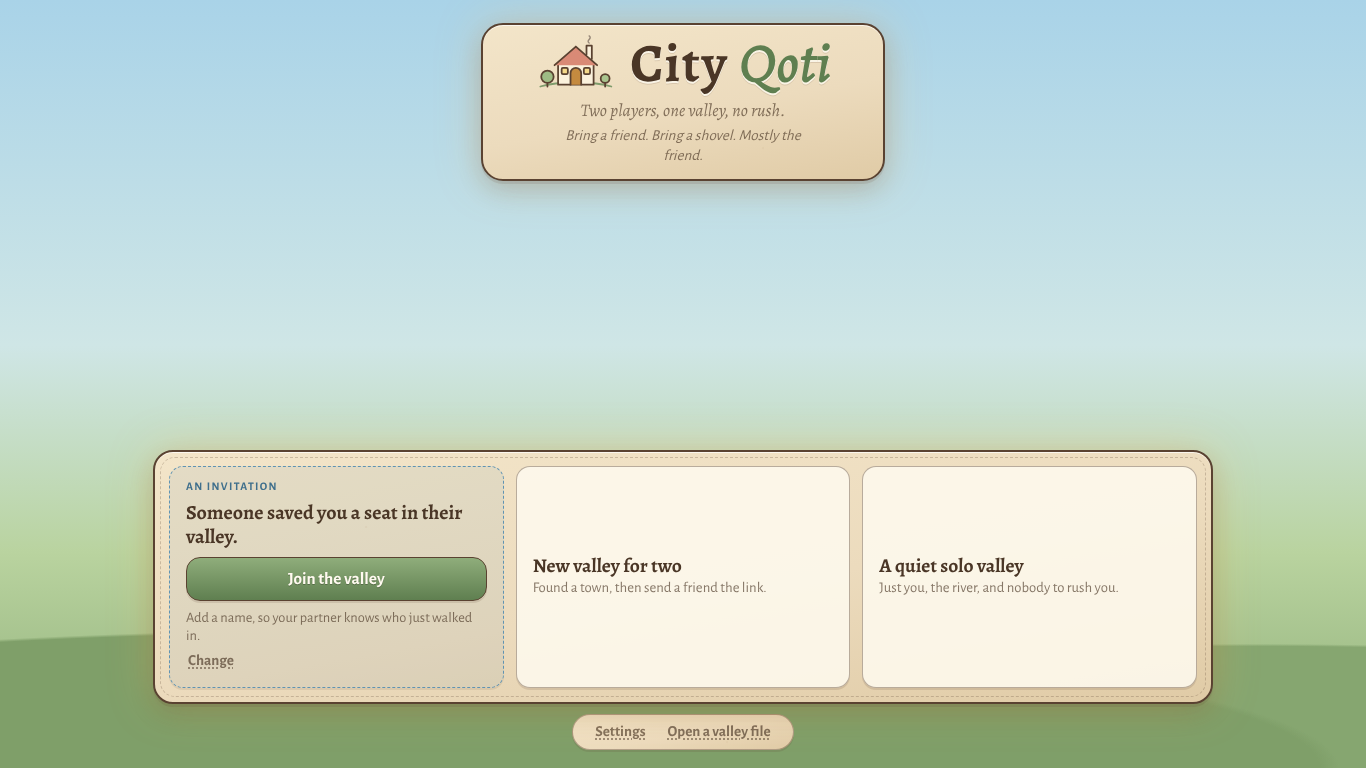 City Qoti
Two players, one valley, no rush.
Bring a friend. Bring a shovel. Mostly the
friend.
AN INVITATION
Someone saved you a seat in their
valley.
Join the valley
Add a name, so your partner knows who just walked
in.
Change
New valley for two
Found a town, then send a friend the link.
A quiet solo valley
Just you, the river, and nobody to rush you.
Settings
Open a valley file